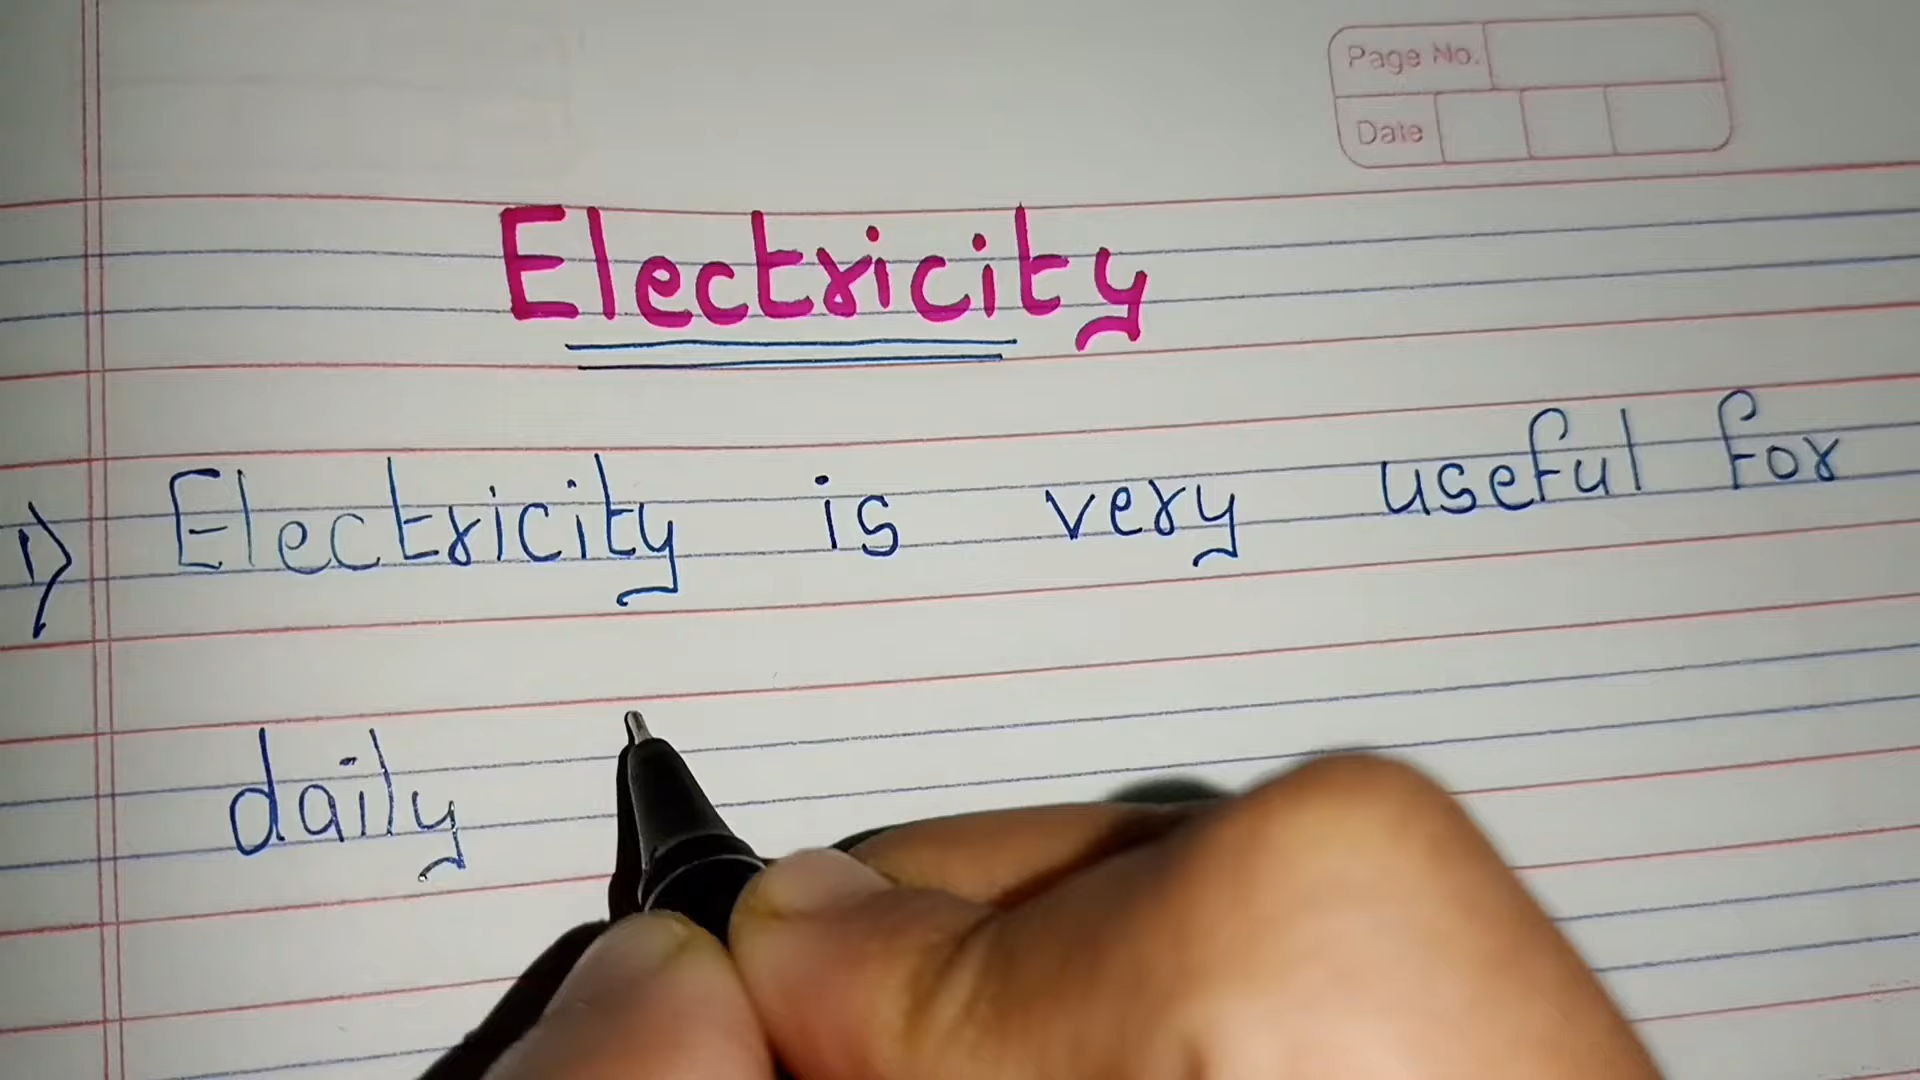 Page No.
Date
Electricity
1) Electricity is very useful for
daily